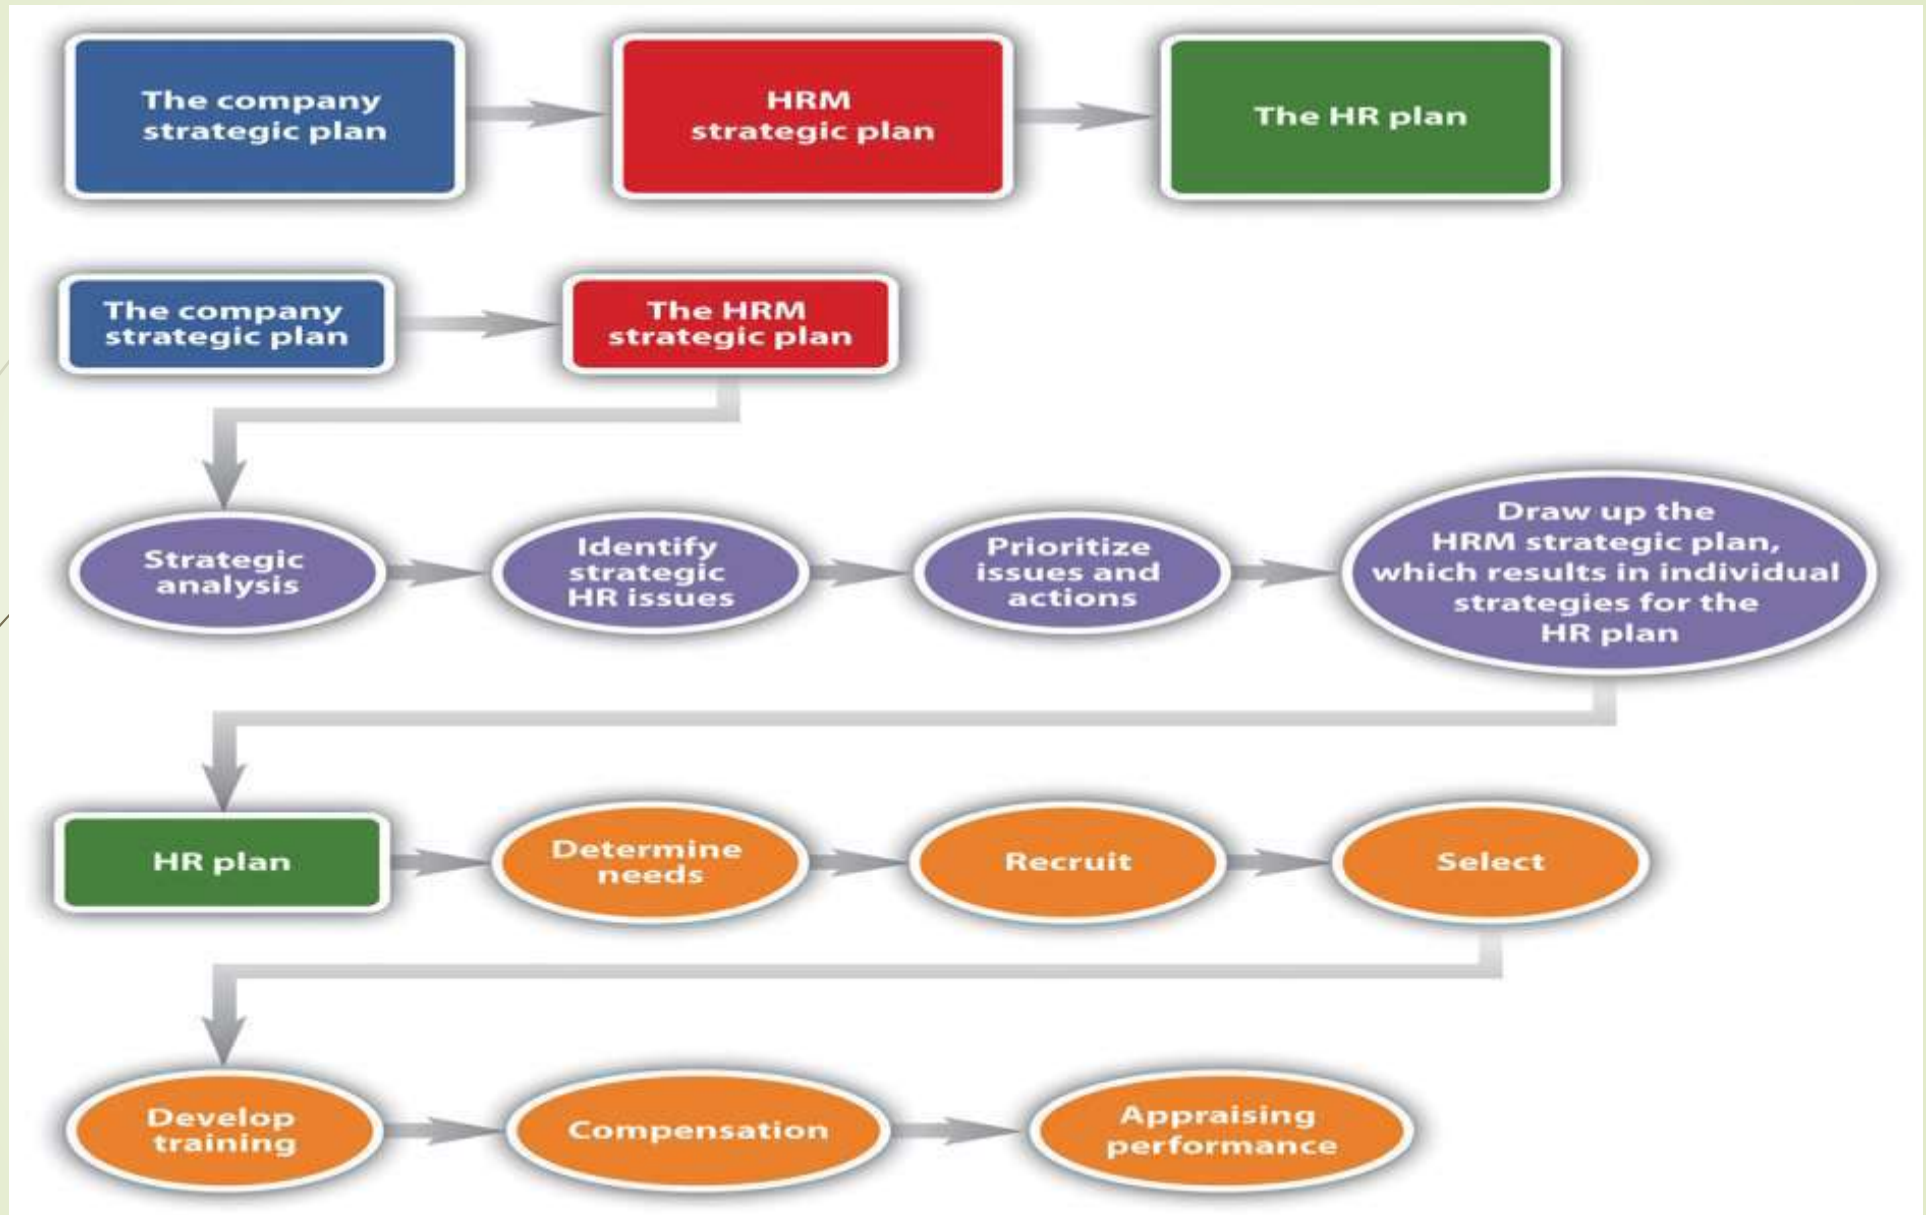 The company
strategic plan
HRM
strategic plan
The HR plan
The company
strategic plan
The HRM
strategic plan
Strategic
analysis
Identify
strategic
HR issues
Prioritize
issues and
actions
Draw up the
HRM strategic plan,
which results in individual
strategies for the
HR plan
HR plan
Determine
needs
Recruit
Select
Develop
training
Compensation
Appraising
performance